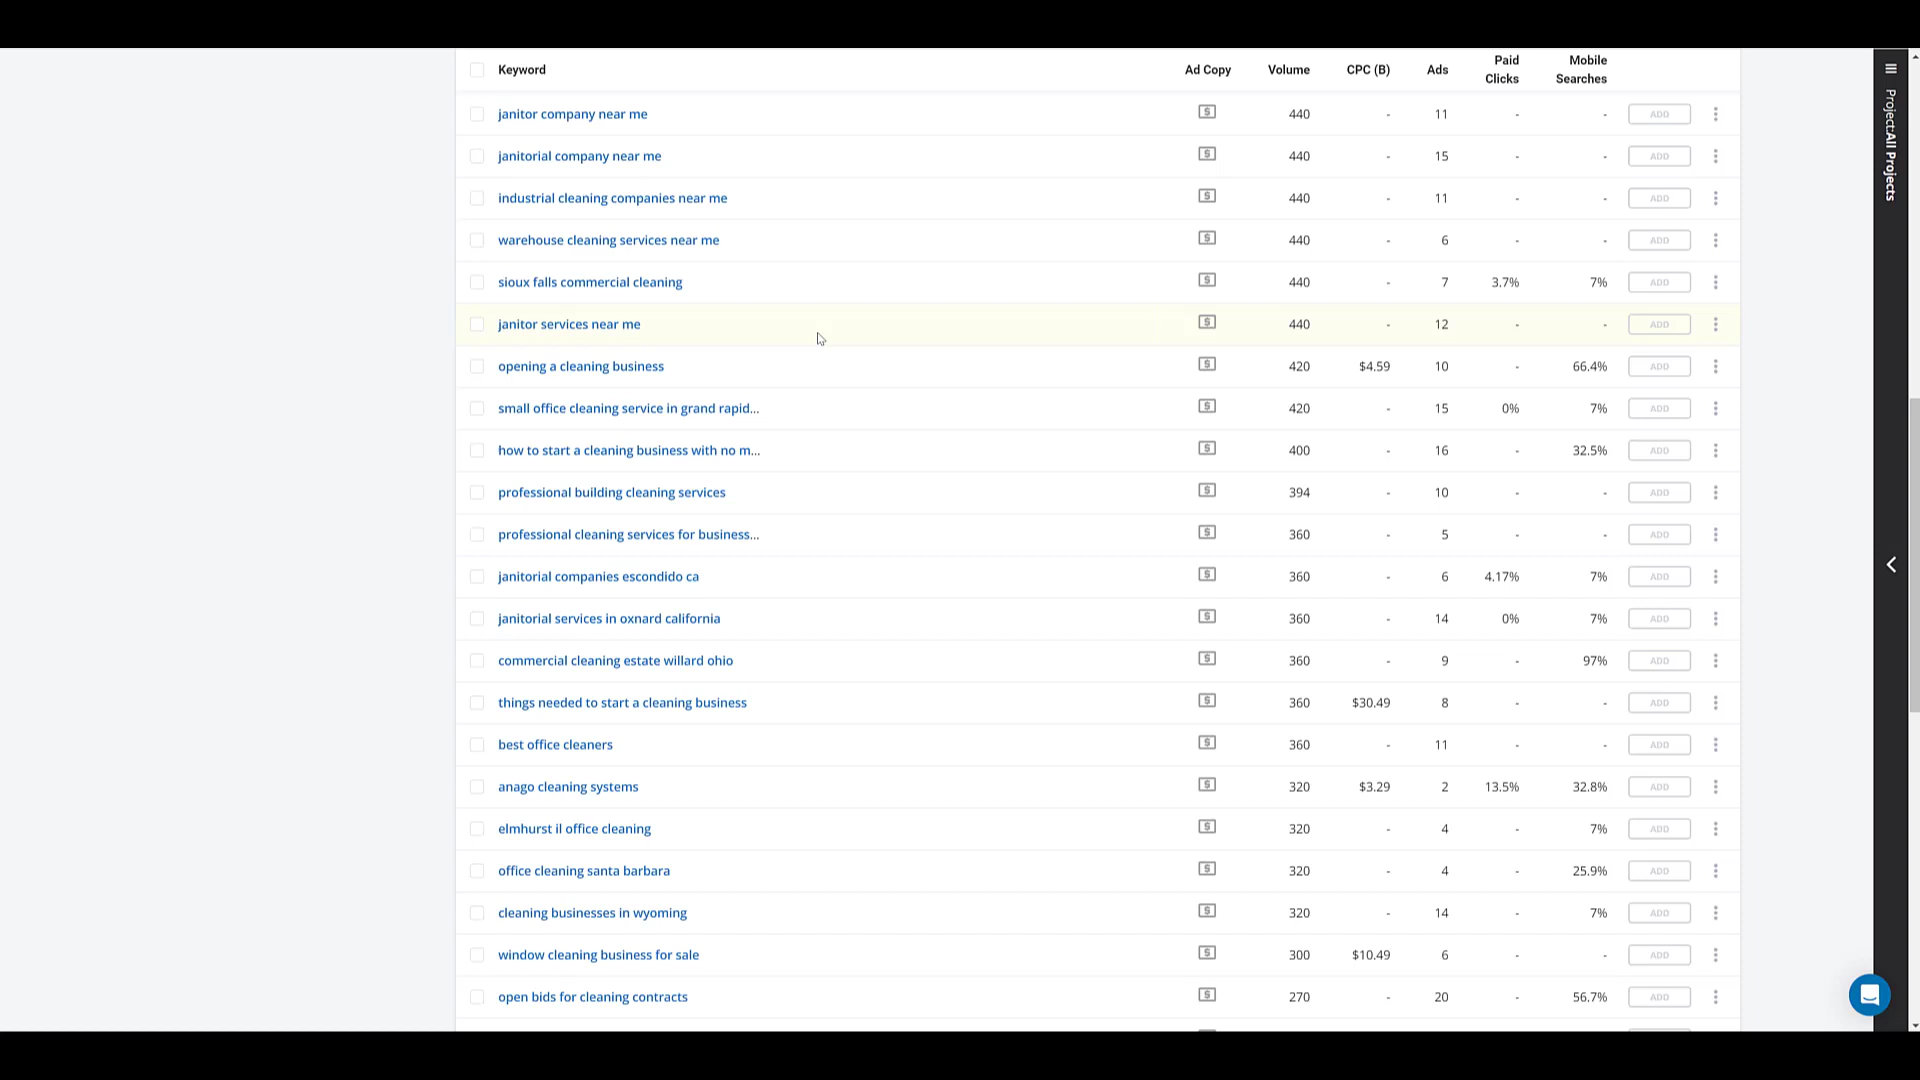 Keyword Ad Copy Volume CPC (B) Ads Paid Clicks Mobile Searches
janitor company near me 440 - 11 - - ADD
janitorial company near me 440 - 15 - - ADD
industrial cleaning companies near me 440 - 11 - - ADD
warehouse cleaning services near me 440 - 6 - - ADD
sioux falls commercial cleaning 440 - 7 3.7% 7% ADD
janitor services near me 440 - 12 - - ADD
opening a cleaning business 420 $4.59 10 - 66.4% ADD
small office cleaning service in grand rapid... 420 - 15 0% 7% ADD
how to start a cleaning business with no m... 400 - 16 - 32.5% ADD
professional building cleaning services 394 - 10 - - ADD
professional cleaning services for business... 360 - 5 - - ADD
janitorial companies escondido ca 360 - 6 4.17% 7% ADD
janitorial services in oxnard california 360 - 14 0% 7% ADD
commercial cleaning estate willard ohio 360 - 9 - 97% ADD
things needed to start a cleaning business 360 $30.49 8 - - ADD
best office cleaners 360 - 11 - - ADD
anago cleaning systems 320 $3.29 2 13.5% 32.8% ADD
elmhurst il office cleaning 320 - 4 - 7% ADD
office cleaning santa barbara 320 - 4 - 25.9% ADD
cleaning businesses in wyoming 320 - 14 - 7% ADD
window cleaning business for sale 300 $10.49 6 - - ADD
open bids for cleaning contracts 270 - 20 - 56.7% ADD
Project:All Projects